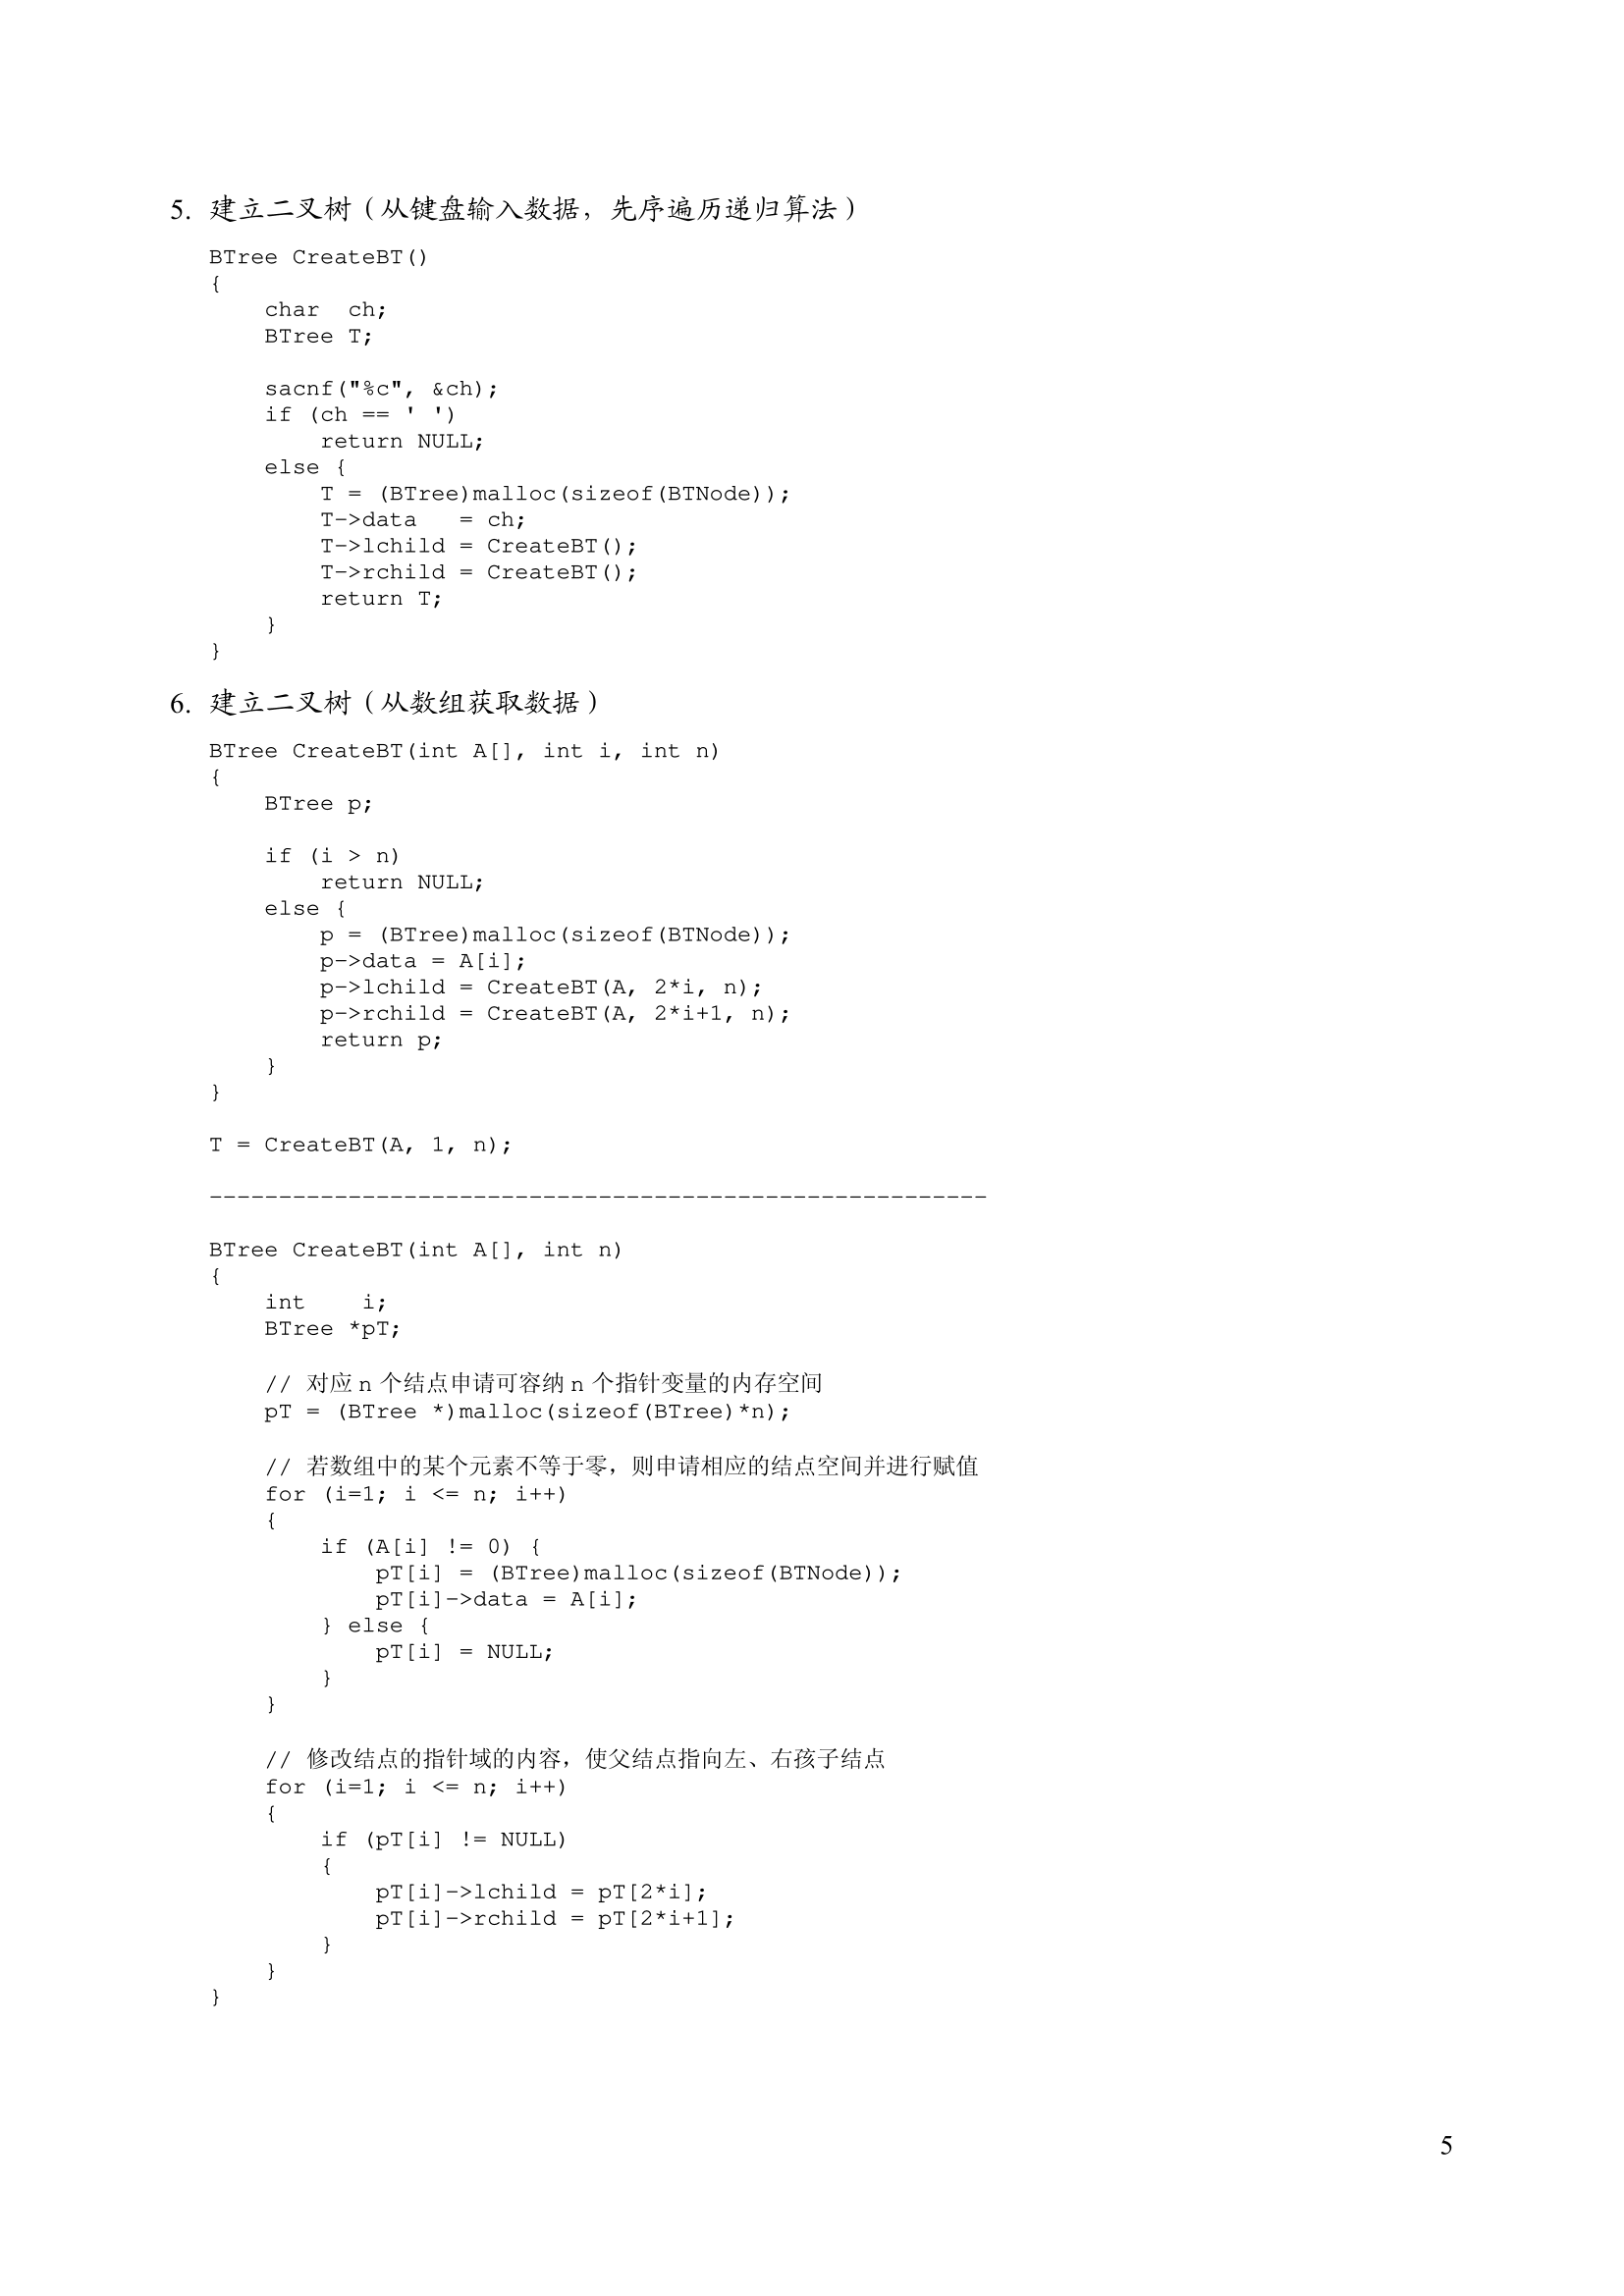 5. 建立二叉树（从键盘输入数据，先序遍历递归算法）
BTree CreateBT()
{
    char  ch;
    BTree T;

    sacnf("%c", &ch);
    if (ch == ' ')
        return NULL;
    else {
        T = (BTree)malloc(sizeof(BTNode));
        T->data   = ch;
        T->lchild = CreateBT();
        T->rchild = CreateBT();
        return T;
    }
}
6. 建立二叉树（从数组获取数据）
BTree CreateBT(int A[], int i, int n)
{
    BTree p;

    if (i > n)
        return NULL;
    else {
        p = (BTree)malloc(sizeof(BTNode));
        p->data = A[i];
        p->lchild = CreateBT(A, 2*i, n);
        p->rchild = CreateBT(A, 2*i+1, n);
        return p;
    }
}

T = CreateBT(A, 1, n);

--------------------------------------------------------

BTree CreateBT(int A[], int n)
{
    int    i;
    BTree *pT;

    // 对应 n 个结点申请可容纳 n 个指针变量的内存空间
    pT = (BTree *)malloc(sizeof(BTree)*n);

    // 若数组中的某个元素不等于零，则申请相应的结点空间并进行赋值
    for (i=1; i <= n; i++)
    {
        if (A[i] != 0) {
            pT[i] = (BTree)malloc(sizeof(BTNode));
            pT[i]->data = A[i];
        } else {
            pT[i] = NULL;
        }
    }

    // 修改结点的指针域的内容，使父结点指向左、右孩子结点
    for (i=1; i <= n; i++)
    {
        if (pT[i] != NULL)
        {
            pT[i]->lchild = pT[2*i];
            pT[i]->rchild = pT[2*i+1];
        }
    }
}
5